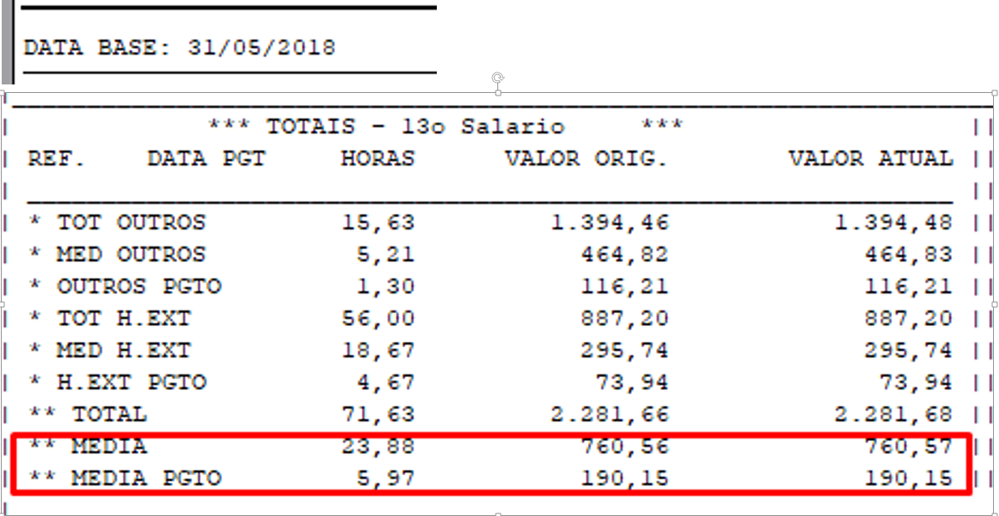 DATA BASE: 31/05/2018
*** TOTAIS - 13o Salario ***
REF. DATA PGT HORAS VALOR ORIG. VALOR ATUAL
* TOT OUTROS 15,63 1.394,46 1.394,48
* MED OUTROS 5,21 464,82 464,83
* OUTROS PGTO 1,30 116,21 116,21
* TOT H.EXT 56,00 887,20 887,20
* MED H.EXT 18,67 295,74 295,74
* H.EXT PGTO 4,67 73,94 73,94
** TOTAL 71,63 2.281,66 2.281,68
** MEDIA 23,88 760,56 760,57
** MEDIA PGTO 5,97 190,15 190,15